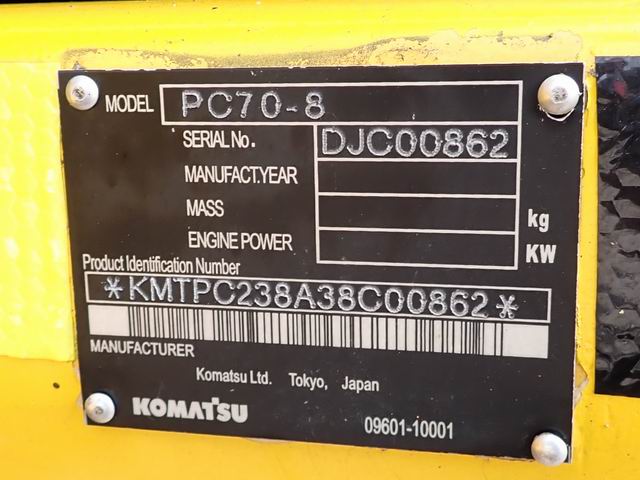 MODEL PC70-8
SERIAL No. DJC00862
MANUFACT.YEAR
MASS kg
ENGINE POWER KW
Product Identification Number
*KMTPC238A38C00862*
MANUFACTURER
Komatsu Ltd. Tokyo, Japan
KOMATSU 09601-10001